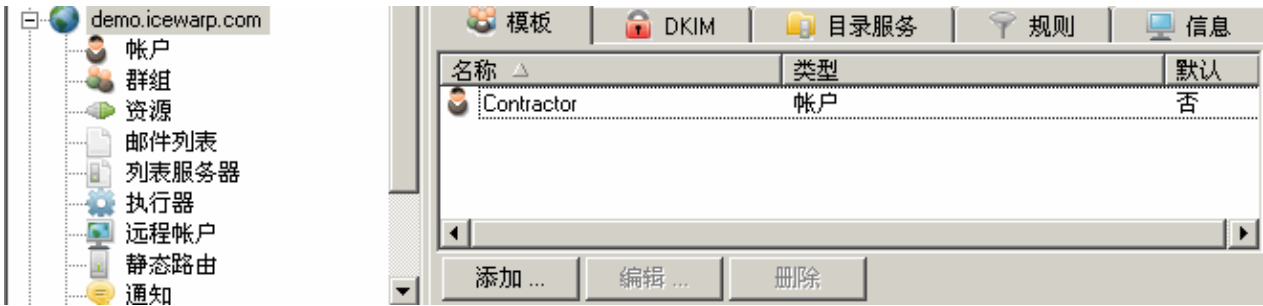 demo.icewarp.com
帐户
群组
资源
邮件列表
列表服务器
执行器
远程帐户
静态路由
通知
模板 DKIM 目录服务 规则 信息
名称 类型 默认
Contractor 帐户 否
添加 ... 编辑 ... 删除